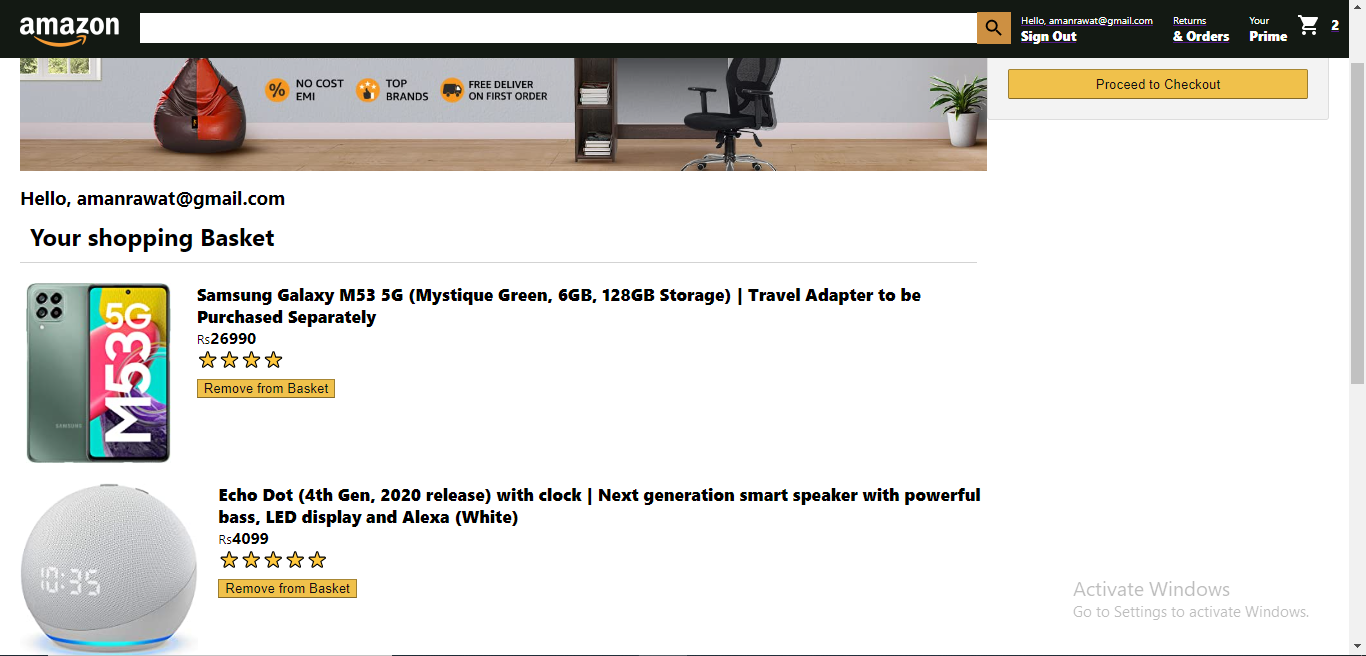 amazon
Hello, amanrawat@gmail.com
Sign Out
Returns
& Orders
Your
Prime
2
%
NO COST
EMI
TOP
BRANDS
FREE DELIVER
ON FIRST ORDER
Proceed to Checkout
Hello, amanrawat@gmail.com
Your shopping Basket
5G
M53
SAMSUNG
Samsung Galaxy M53 5G (Mystique Green, 6GB, 128GB Storage) | Travel Adapter to be
Purchased Separately
Rs26990
Remove from Basket
10:35
Echo Dot (4th Gen, 2020 release) with clock | Next generation smart speaker with powerful
bass, LED display and Alexa (White)
Rs4099
Remove from Basket
Activate Windows
Go to Settings to activate Windows.